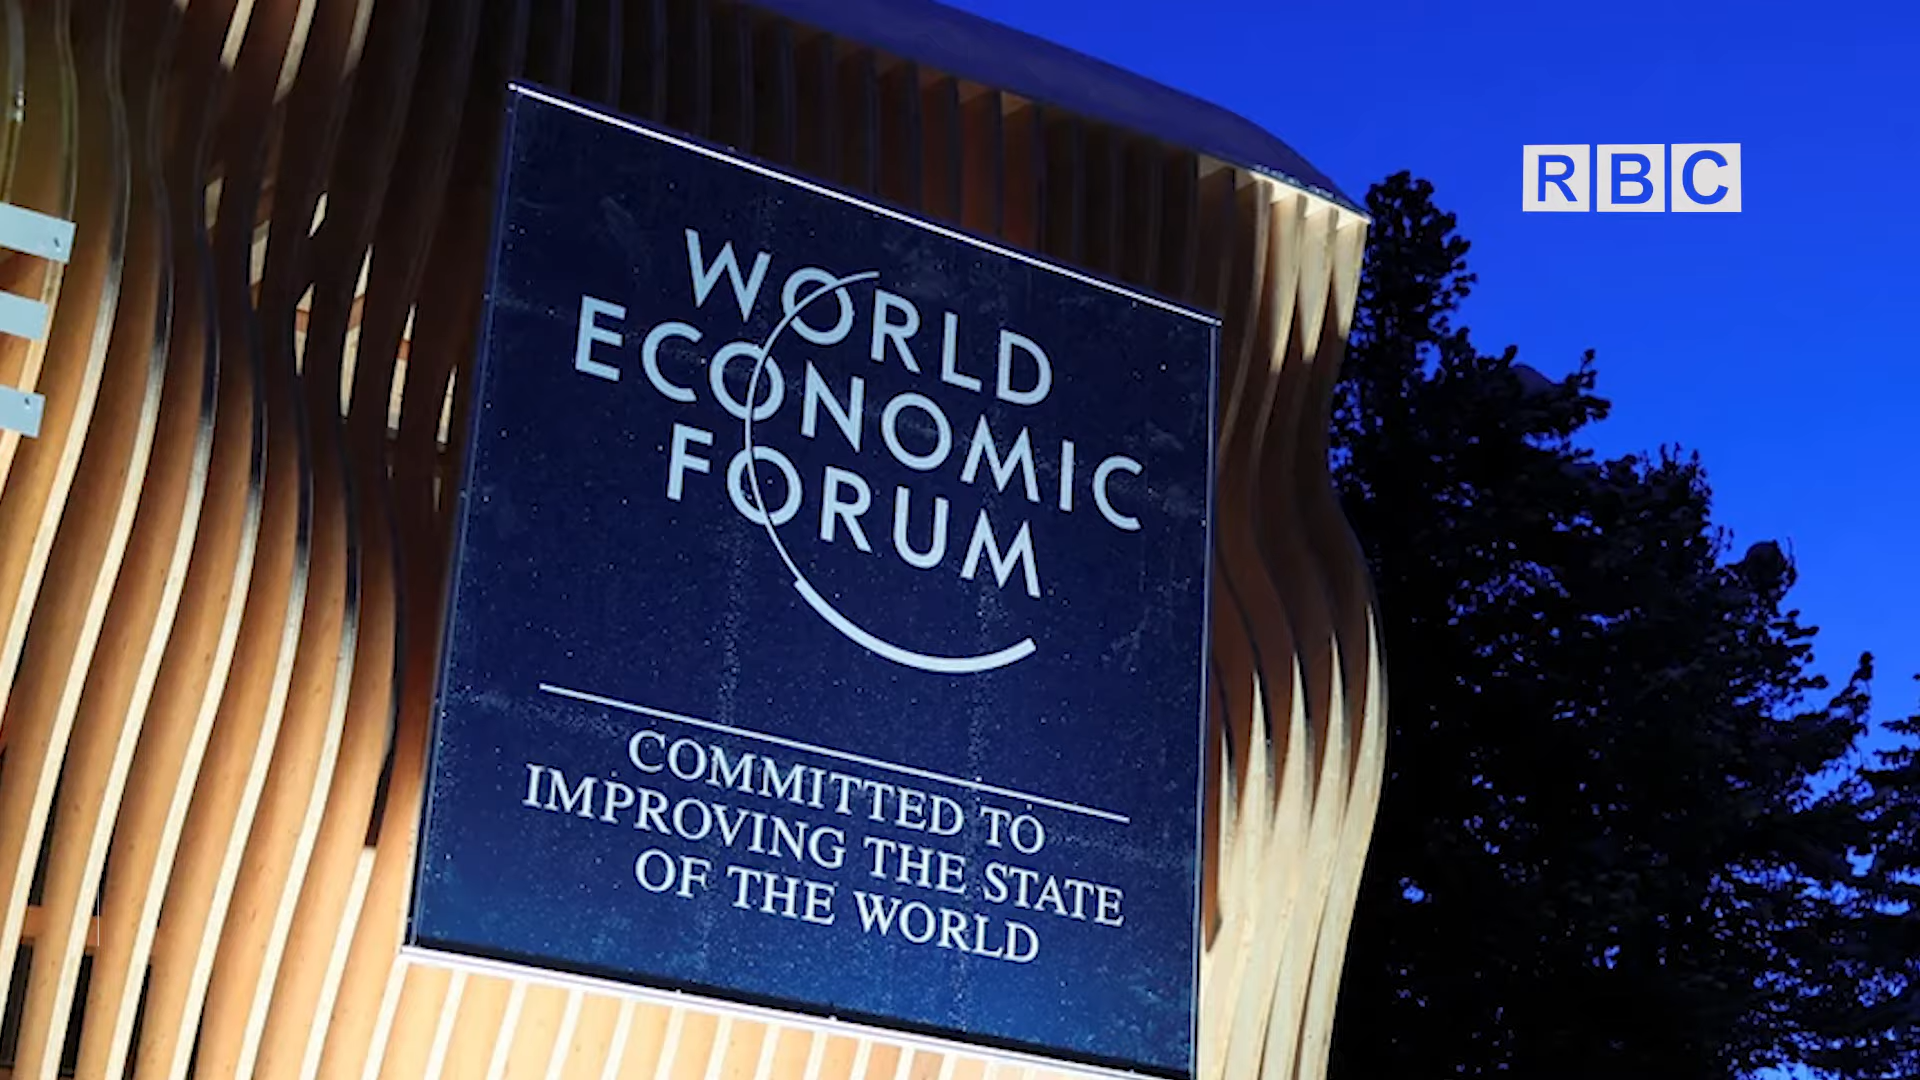 RBC
WORLD
ECONOMIC
FORUM
COMMITTED TO
IMPROVING THE STATE
OF THE WORLD